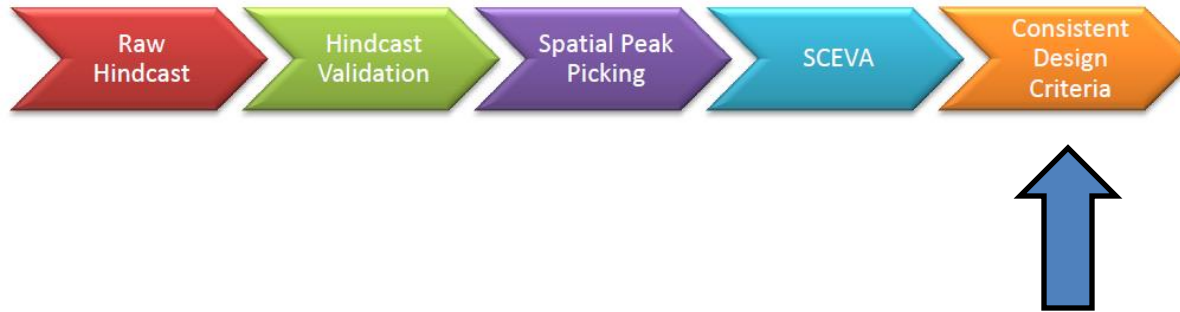 Raw
Hindcast
Hindcast
Validation
Spatial Peak
Picking
SCEVA
Consistent
Design
Criteria